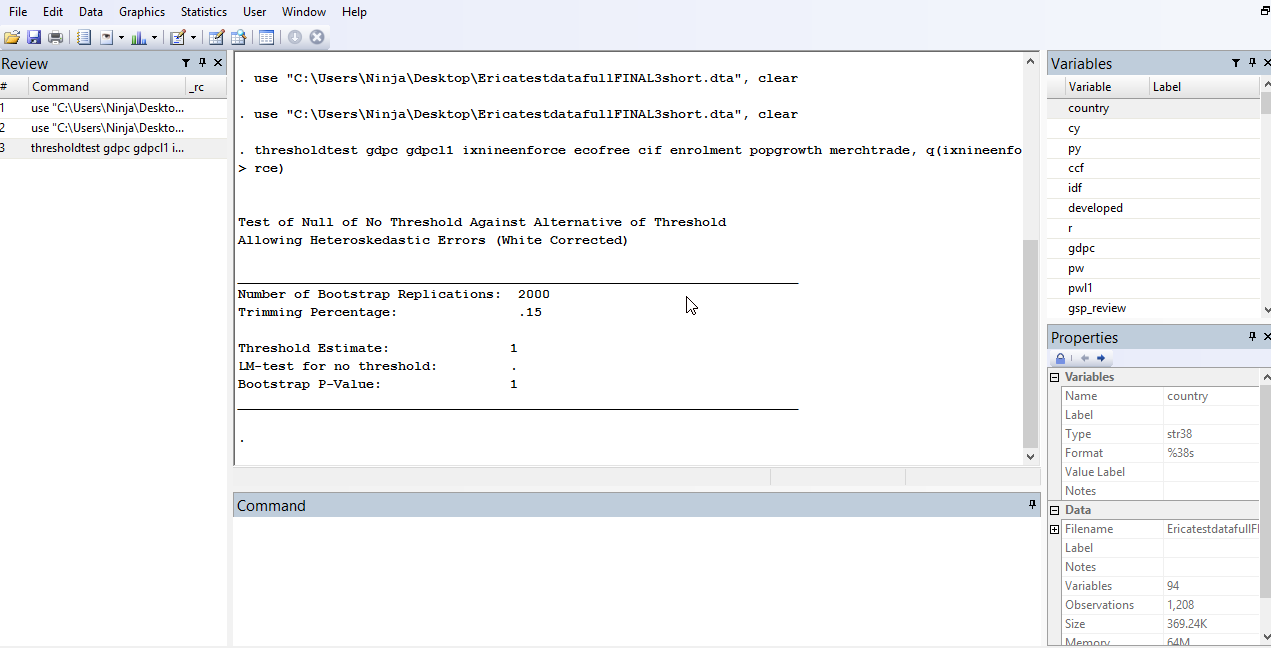 File Edit Data Graphics Statistics User Window Help
Review
# Command _rc
1 use "C:\Users\Ninja\Deskto...
2 use "C:\Users\Ninja\Deskto...
3 thresholdtest gdpc gdpcl1 i...
. use "C:\Users\Ninja\Desktop\EricatestdatafullFINAL3short.dta", clear
. use "C:\Users\Ninja\Desktop\EricatestdatafullFINAL3short.dta", clear
. thresholdtest gdpc gdpcl1 ixnineenforce ecofree cif enrolment popgrowth merchtrade, q(ixnineenfo
> rce)
Test of Null of No Threshold Against Alternative of Threshold
Allowing Heteroskedastic Errors (White Corrected)
Number of Bootstrap Replications: 2000
Trimming Percentage: .15
Threshold Estimate: 1
LM-test for no threshold: .
Bootstrap P-Value: 1
.
Command
Variables
Variable Label
country
cy
py
ccf
idf
developed
r
gdpc
pw
pwl1
gsp_review
Properties
Variables
Name country
Label
Type str38
Format %38s
Value Label
Notes
Data
Filename EricatestdatafullFI
Label
Notes
Variables 94
Observations 1,208
Size 369.24K
Memory 64M